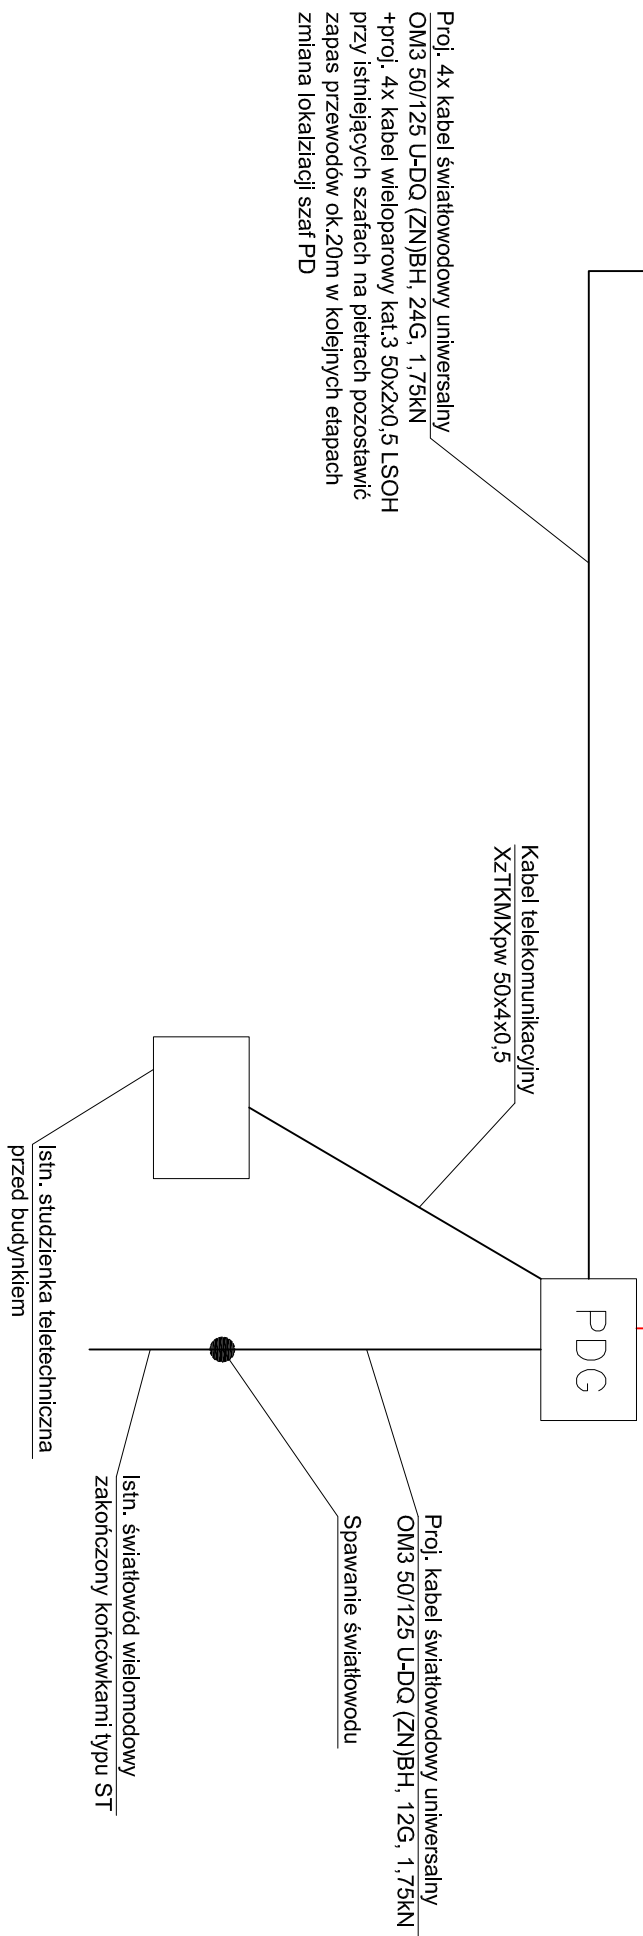 Proj. 4x kabel światłowodowy uniwersalny
OM3 50/125 U-DQ (ZN)BH, 24G, 1,75kN
+proj. 4x kabel wieloparowy kat.3 50x2x0,5 LSOH
przy istniejących szafach na pietrach pozostawić
zapas przewodów ok.20m w kolejnych etapach
zmiana lokalziacji szaf PD
Kabel telekomunikacyjny
XzTKMXpw 50x4x0,5
PDG
Istn. studzienka teletechniczna
przed budynkiem
Proj. kabel światłowodowy uniwersalny
OM3 50/125 U-DQ (ZN)BH, 12G, 1,75kN
Spawanie światłowodu
Istn. światłowód wielomodowy
zakończony końcówkami typu ST